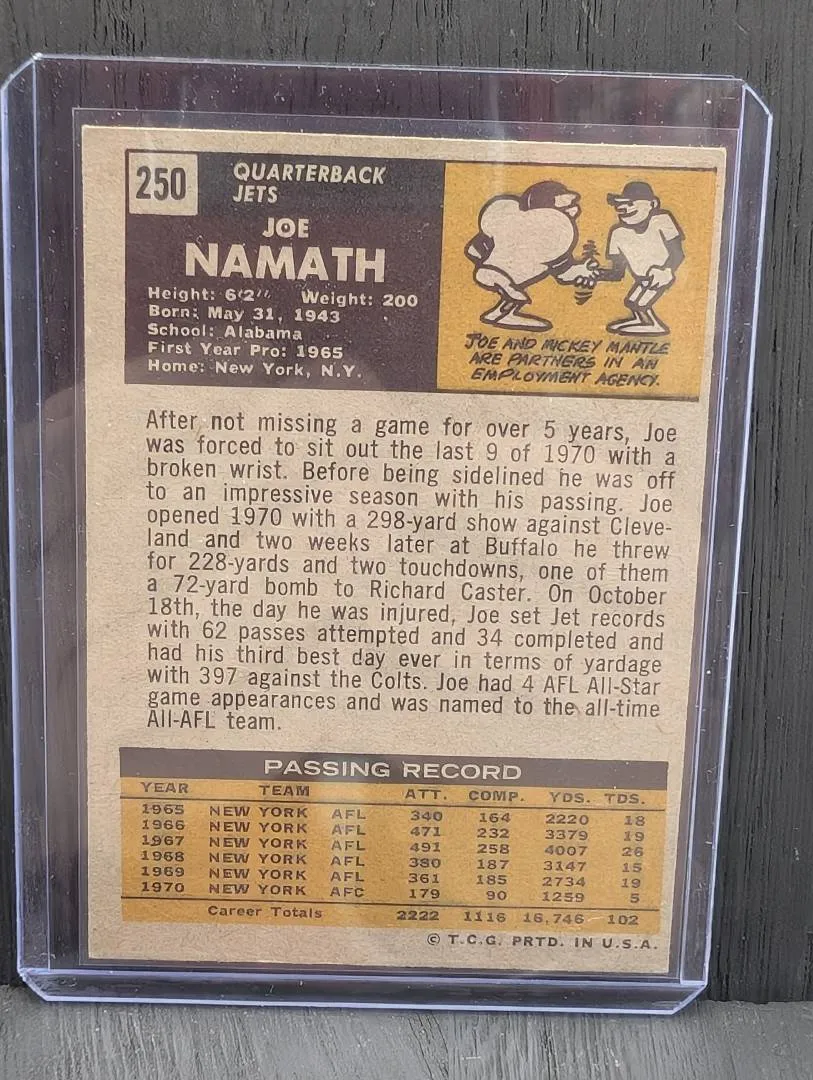 250
QUARTERBACK
JETS
JOE
NAMATH
Height: 6'2" Weight: 200
Born: May 31, 1943
School: Alabama
First Year Pro: 1965
Home: New York, N.Y.
JOE AND MICKEY MANTLE
ARE PARTNERS IN AN
EMPLOYMENT AGENCY.
After not missing a game for over 5 years, Joe
was forced to sit out the last 9 of 1970 with a
broken wrist. Before being sidelined he was off
to an impressive season with his passing. Joe
opened 1970 with a 298-yard show against Cleve-
land and two weeks later at Buffalo he threw
for 228-yards and two touchdowns, one of them
a 72-yard bomb to Richard Caster. On October
18th, the day he was injured, Joe set Jet records
with 62 passes attempted and 34 completed and
had his third best day ever in terms of yardage
with 397 against the Colts. Joe had 4 AFL All-Star
game appearances and was named to the all-time
All-AFL team.
PASSING RECORD
YEAR TEAM ATT. COMP. YDS. TDS.
1965 NEW YORK AFL 340 164 2220 18
1966 NEW YORK AFL 471 232 3379 19
1967 NEW YORK AFL 491 258 4007 26
1968 NEW YORK AFL 380 187 3147 15
1969 NEW YORK AFL 361 185 2734 19
1970 NEW YORK AFC 179 90 1259 5
Career Totals 2222 1116 16,746 102
© T.C.G. PRTD. IN U.S.A.